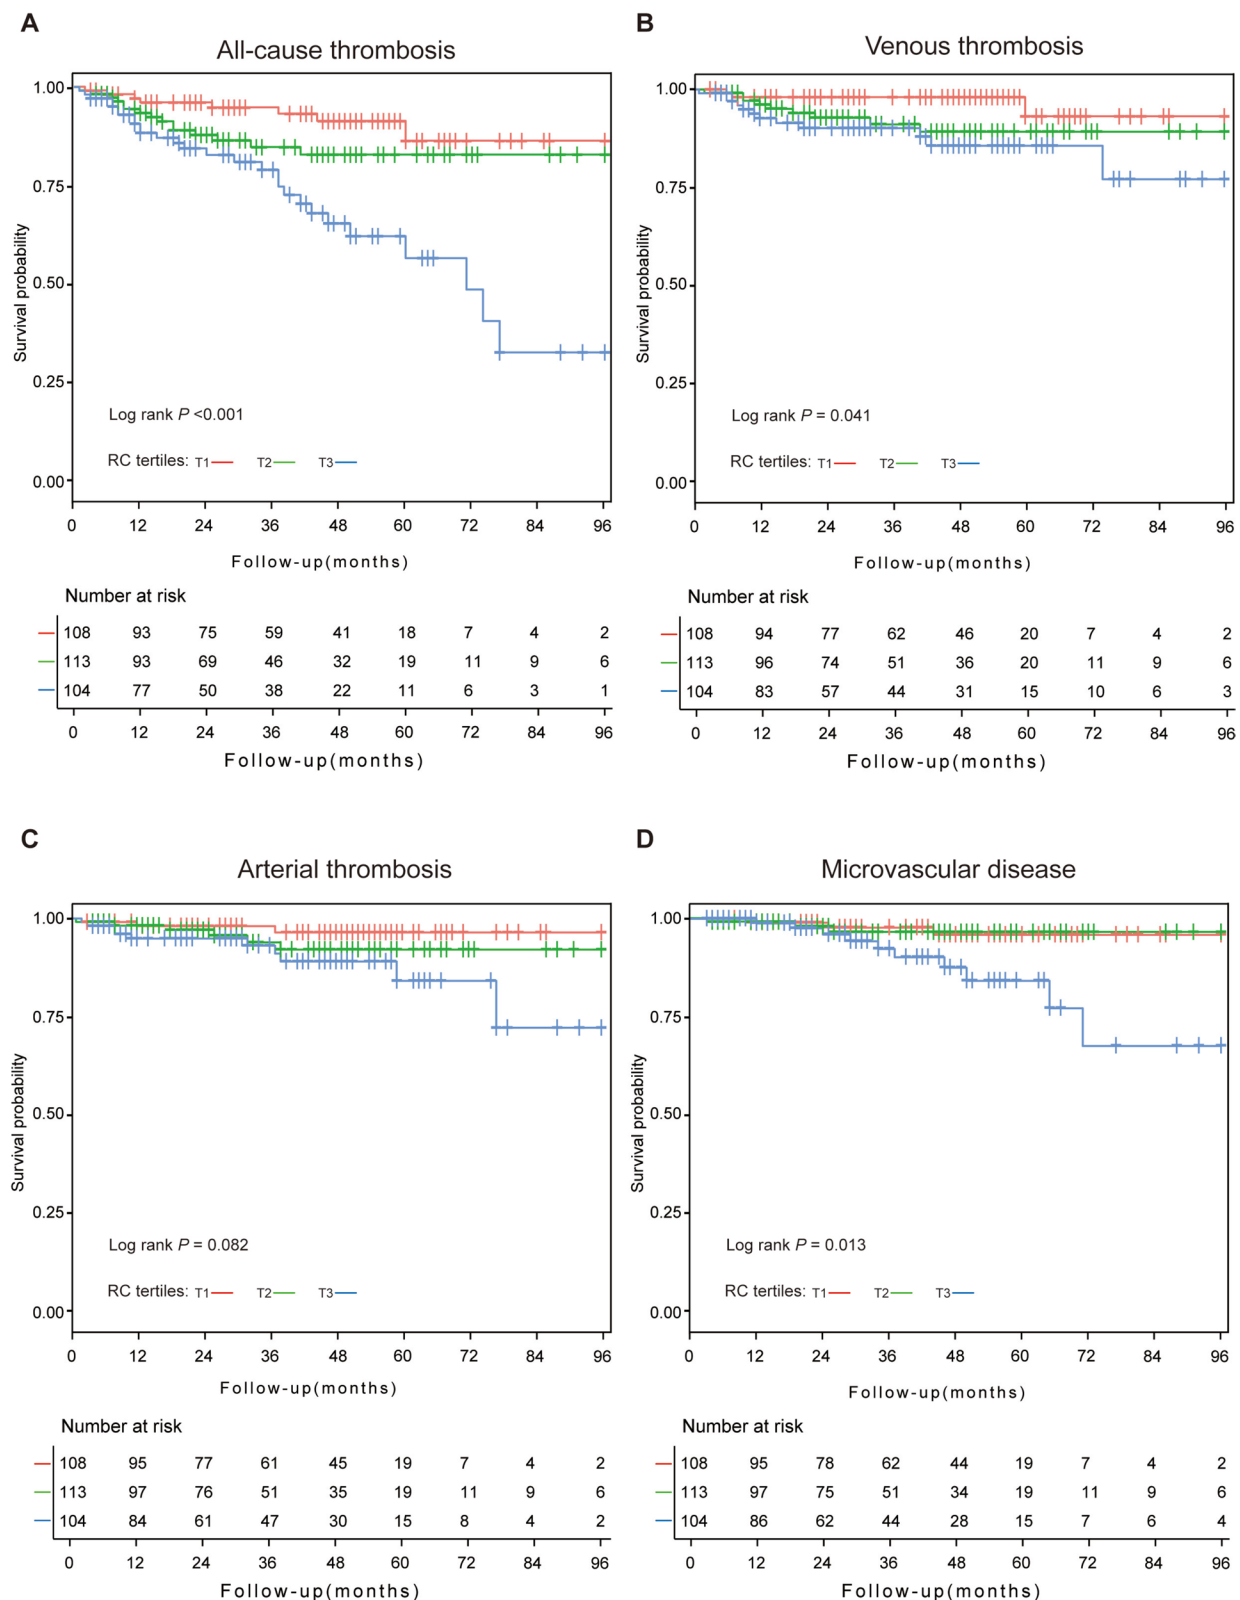 A
All-cause thrombosis
1.00
0.75
0.50
0.25
0.00
Survival probability
Log rank P <0.001
RC tertiles: T1 T2 T3
0 12 24 36 48 60 72 84 96
Follow-up(months)
Number at risk
108 93 75 59 41 18 7 4 2
113 93 69 46 32 19 11 9 6
104 77 50 38 22 11 6 3 1
0 12 24 36 48 60 72 84 96
Follow-up(months)
B
Venous thrombosis
1.00
0.75
0.50
0.25
0.00
Survival probability
Log rank P = 0.041
RC tertiles: T1 T2 T3
0 12 24 36 48 60 72 84 96
Follow-up(months)
Number at risk
108 94 77 62 46 20 7 4 2
113 96 74 51 36 20 11 9 6
104 83 57 44 31 15 10 6 3
0 12 24 36 48 60 72 84 96
Follow-up(months)
C
Arterial thrombosis
1.00
0.75
0.50
0.25
0.00
Survival probability
Log rank P = 0.082
RC tertiles: T1 T2 T3
0 12 24 36 48 60 72 84 96
Follow-up(months)
Number at risk
108 95 77 61 45 19 7 4 2
113 97 76 51 35 19 11 9 6
104 84 61 47 30 15 8 4 2
0 12 24 36 48 60 72 84 96
Follow-up(months)
D
Microvascular disease
1.00
0.75
0.50
0.25
0.00
Survival probability
Log rank P = 0.013
RC tertiles: T1 T2 T3
0 12 24 36 48 60 72 84 96
Follow-up(months)
Number at risk
108 95 78 62 44 19 7 4 2
113 97 75 51 34 19 11 9 6
104 86 62 44 28 15 7 6 4
0 12 24 36 48 60 72 84 96
Follow-up(months)